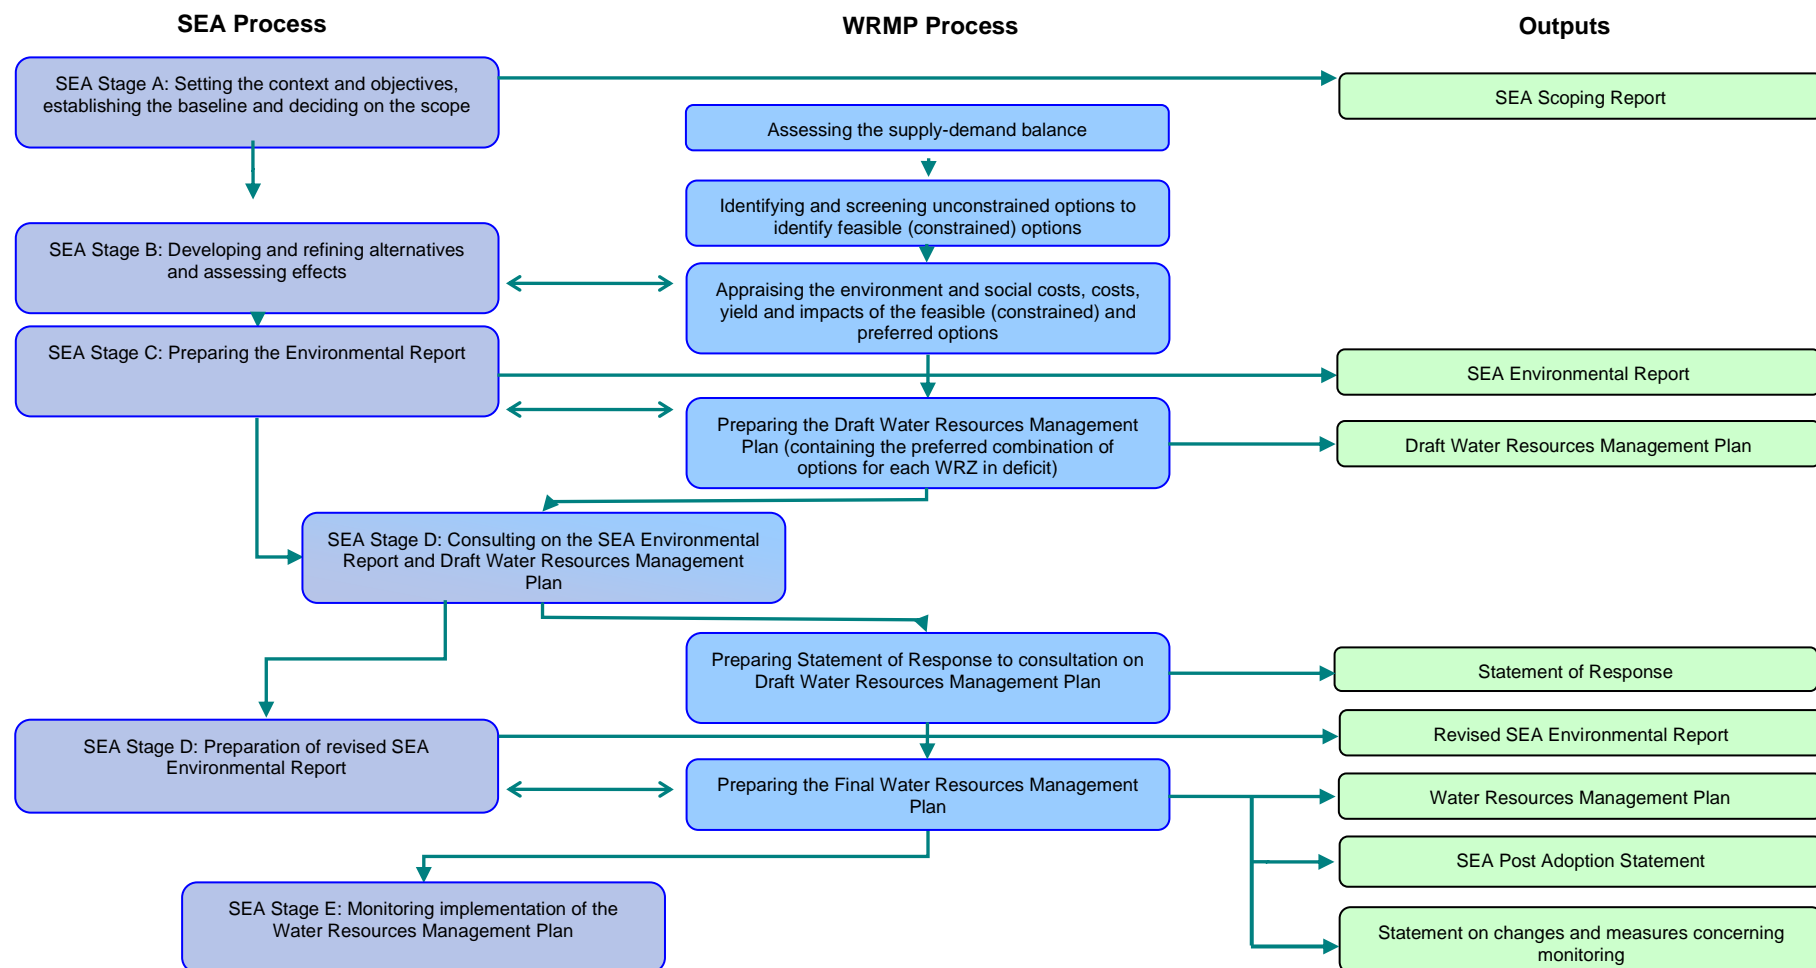 SEA Process
WRMP Process
Outputs
SEA Stage A: Setting the context and objectives,
establishing the baseline and deciding on the scope
SEA Scoping Report
Assessing the supply-demand balance
Identifying and screening unconstrained options to
identify feasible (constrained) options
SEA Stage B: Developing and refining alternatives
and assessing effects
Appraising the environment and social costs, costs,
yield and impacts of the feasible (constrained) and
preferred options
SEA Stage C: Preparing the Environmental Report
SEA Environmental Report
Preparing the Draft Water Resources Management
Plan (containing the preferred combination of
options for each WRZ in deficit)
Draft Water Resources Management Plan
SEA Stage D: Consulting on the SEA Environmental
Report and Draft Water Resources Management
Plan
Preparing Statement of Response to consultation on
Draft Water Resources Management Plan
Statement of Response
SEA Stage D: Preparation of revised SEA
Environmental Report
Revised SEA Environmental Report
Preparing the Final Water Resources Management
Plan
Water Resources Management Plan
SEA Post Adoption Statement
SEA Stage E: Monitoring implementation of the
Water Resources Management Plan
Statement on changes and measures concerning
monitoring